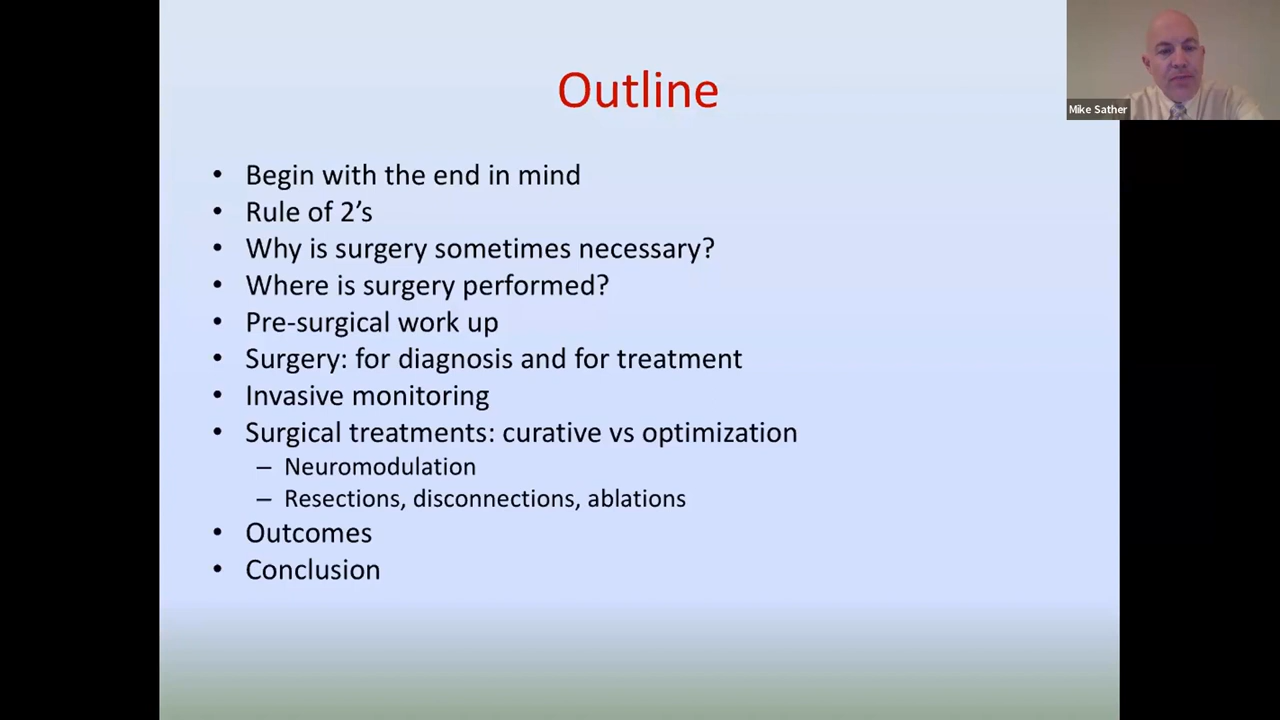 Outline
Mike Sather
• Begin with the end in mind
• Rule of 2’s
• Why is surgery sometimes necessary?
• Where is surgery performed?
• Pre-surgical work up
• Surgery: for diagnosis and for treatment
• Invasive monitoring
• Surgical treatments: curative vs optimization
– Neuromodulation
– Resections, disconnections, ablations
• Outcomes
• Conclusion